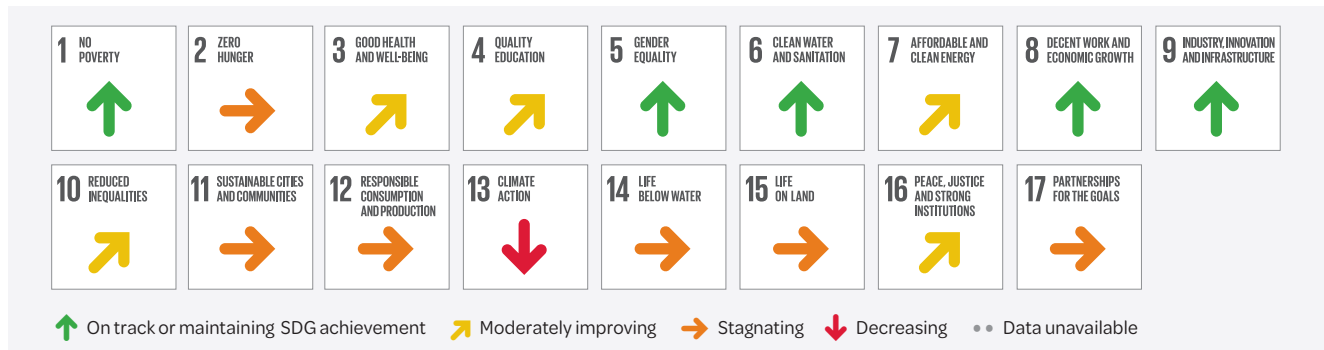 1 NO
POVERTY
2 ZERO
HUNGER
3 GOOD HEALTH
AND WELL-BEING
4 QUALITY
EDUCATION
5 GENDER
EQUALITY
6 CLEAN WATER
AND SANITATION
7 AFFORDABLE AND
CLEAN ENERGY
8 DECENT WORK AND
ECONOMIC GROWTH
9 INDUSTRY, INNOVATION
AND INFRASTRUCTURE
10 REDUCED
INEQUALITIES
11 SUSTAINABLE CITIES
AND COMMUNITIES
12 RESPONSIBLE
CONSUMPTION
AND PRODUCTION
13 CLIMATE
ACTION
14 LIFE
BELOW WATER
15 LIFE
ON LAND
16 PEACE, JUSTICE
AND STRONG
INSTITUTIONS
17 PARTNERSHIPS
FOR THE GOALS
On track or maintaining SDG achievement
Moderately improving
Stagnating
Decreasing
Data unavailable